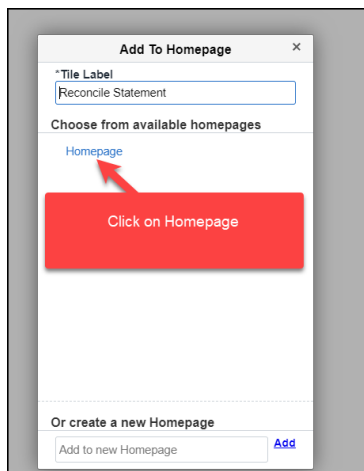 Add To Homepage ×
*Tile Label
Reconcile Statement
Choose from available homepages
Homepage
Click on Homepage
Or create a new Homepage
Add to new Homepage Add